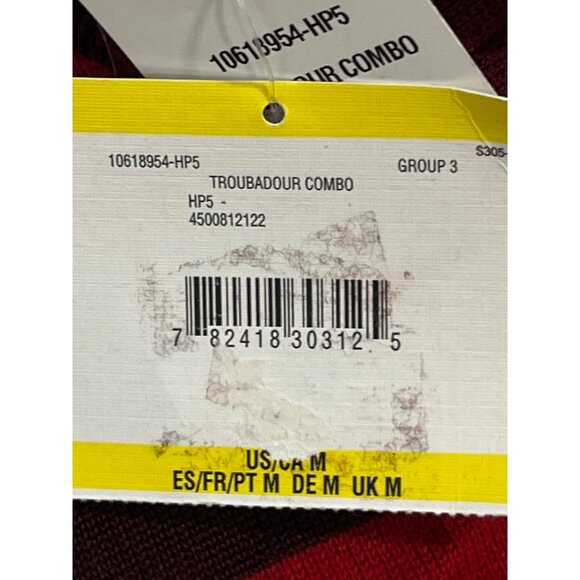 10618954-HP5
OUR COMBO
S305-
10618954-HP5
GROUP 3
TROUBADOUR COMBO
HP5 -
4500812122
7 82418 30312 5
US/CA M
ES/FR/PT M DE M UK M